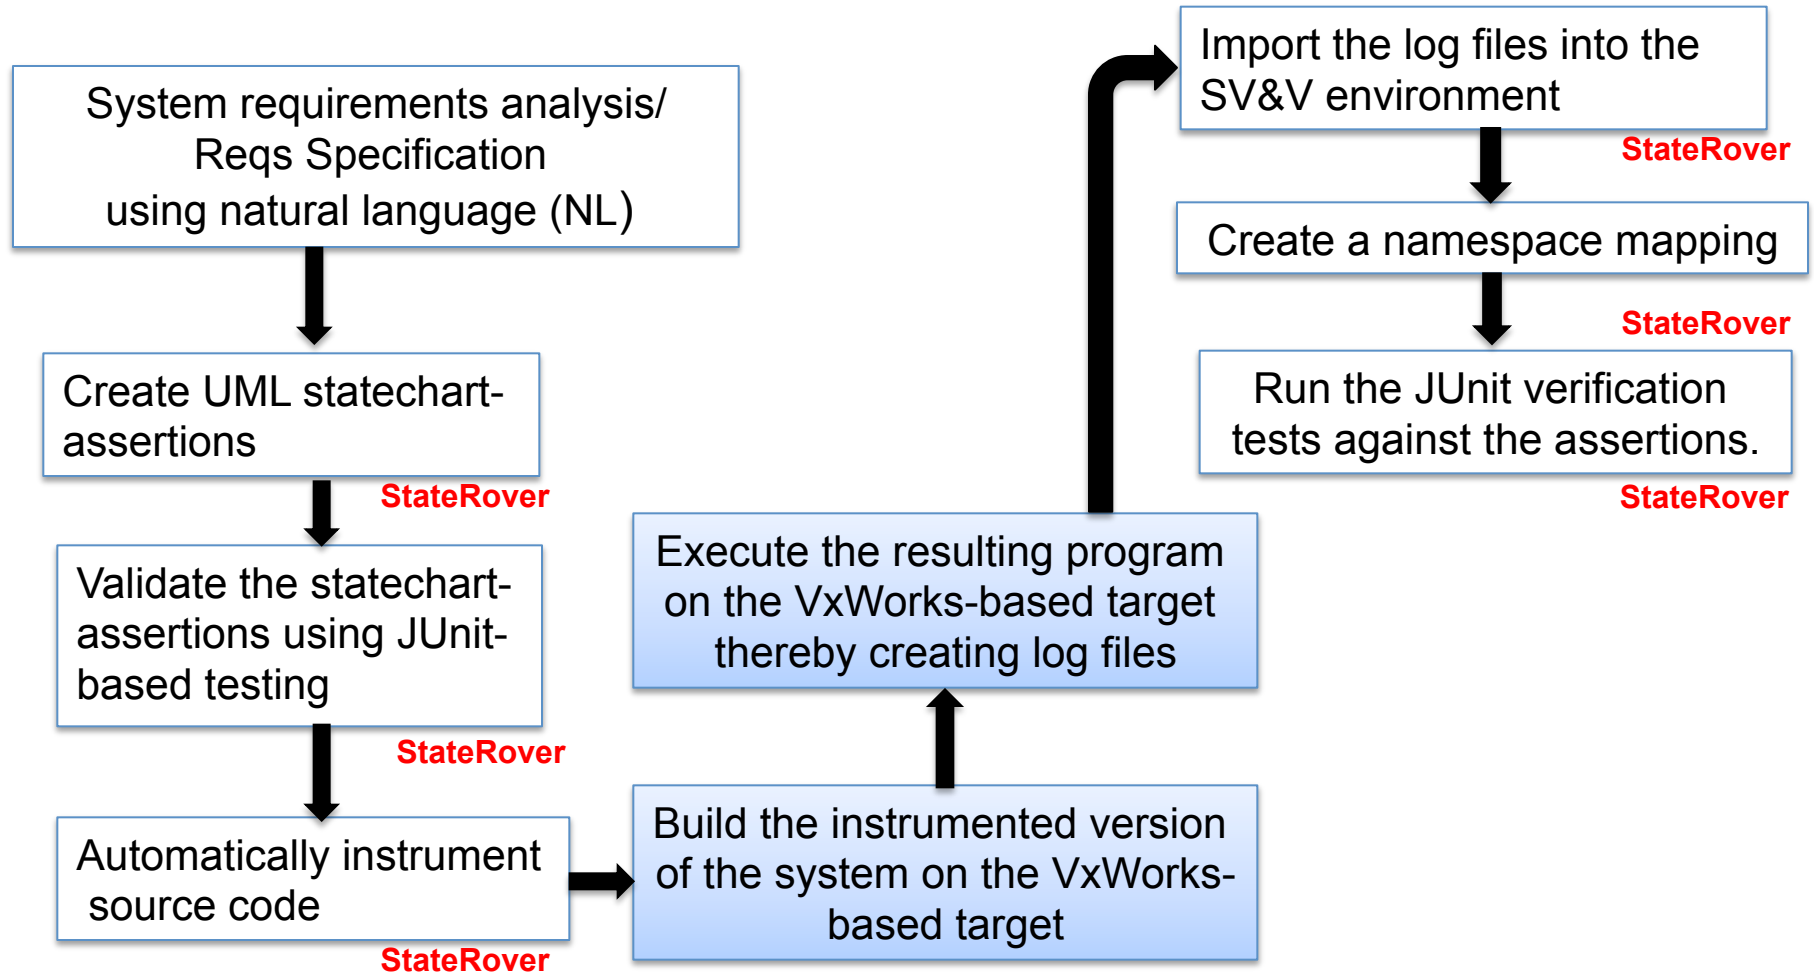 System requirements analysis/
Reqs Specification
using natural language (NL)
Create UML statechart-
assertions
StateRover
Validate the statechart-
assertions using JUnit-
based testing
StateRover
Automatically instrument
source code
StateRover
Build the instrumented version
of the system on the VxWorks-
based target
Execute the resulting program
on the VxWorks-based target
thereby creating log files
Import the log files into the
SV&V environment
StateRover
Create a namespace mapping
StateRover
Run the JUnit verification
tests against the assertions.
StateRover